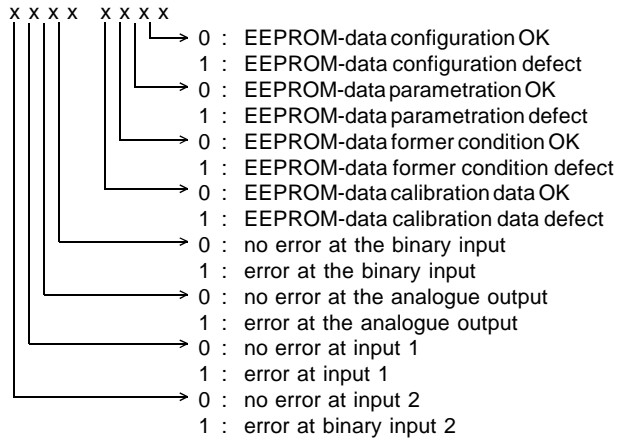 x x x x x x x x
0 : EEPROM-data configuration OK
1 : EEPROM-data configuration defect
0 : EEPROM-data parametration OK
1 : EEPROM-data parametration defect
0 : EEPROM-data former condition OK
1 : EEPROM-data former condition defect
0 : EEPROM-data calibration data OK
1 : EEPROM-data calibration data defect
0 : no error at the binary input
1 : error at the binary input
0 : no error at the analogue output
1 : error at the analogue output
0 : no error at input 1
1 : error at input 1
0 : no error at input 2
1 : error at binary input 2